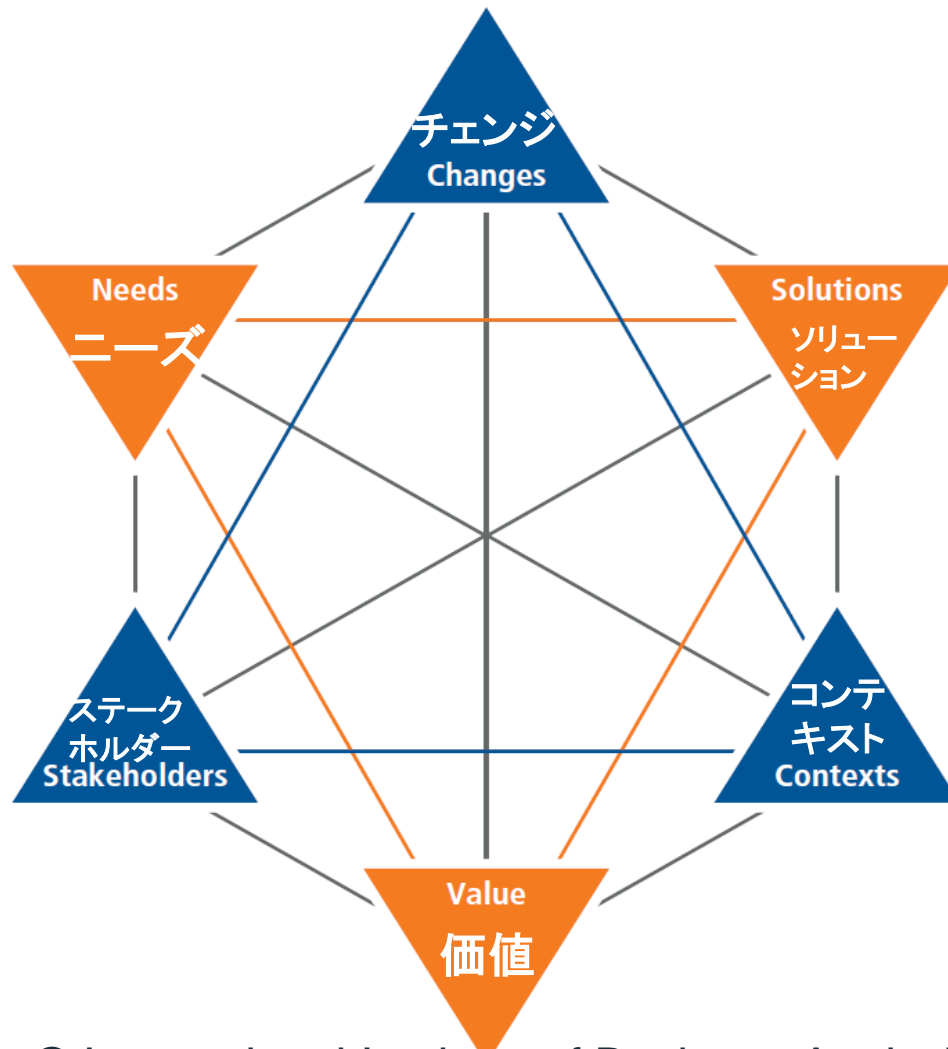 チェンジ
Changes
Needs
ニーズ
Solutions
ソリュー
ション
ステーク
ホルダー
Stakeholders
コンテ
キスト
Contexts
Value
価値